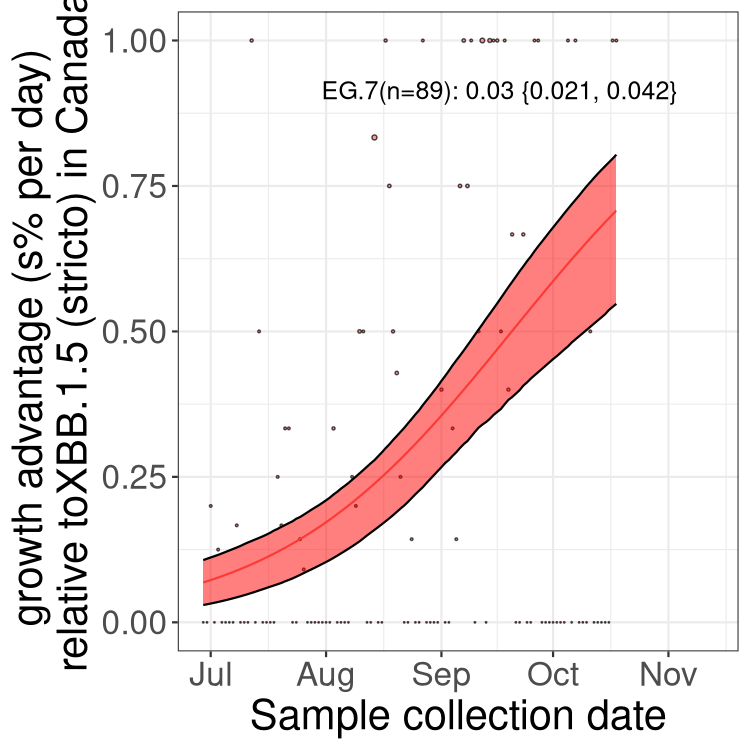 growth advantage (s% per day)
relative toXBB.1.5 (stricto) in Canada
1.00
0.75
0.50
0.25
0.00
EG.7(n=89): 0.03 {0.021, 0.042}
Jul Aug Sep Oct Nov
Sample collection date